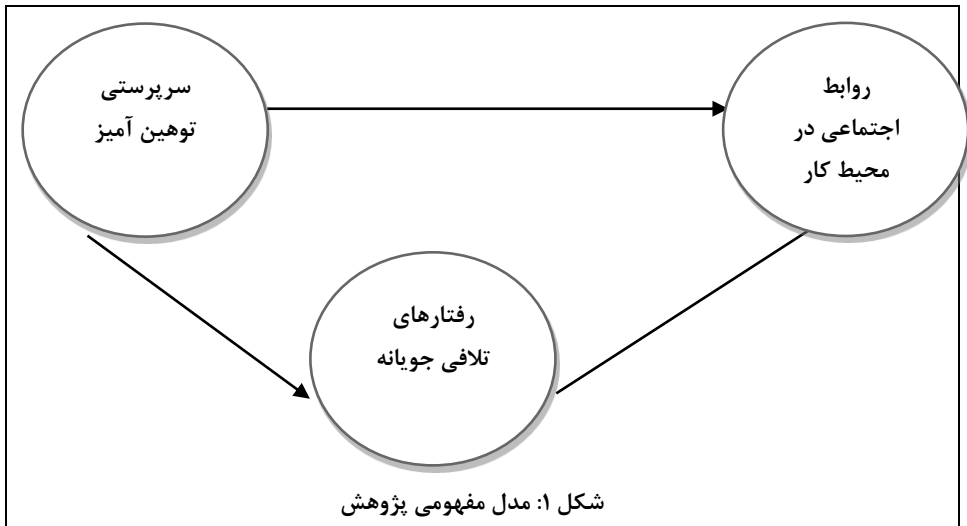 سرپرستی
توهین آمیز
روابط
اجتماعی در
محیط کار
رفتارهای
تلافی جویانه
شکل ۱: مدل مفهومی پژوهش